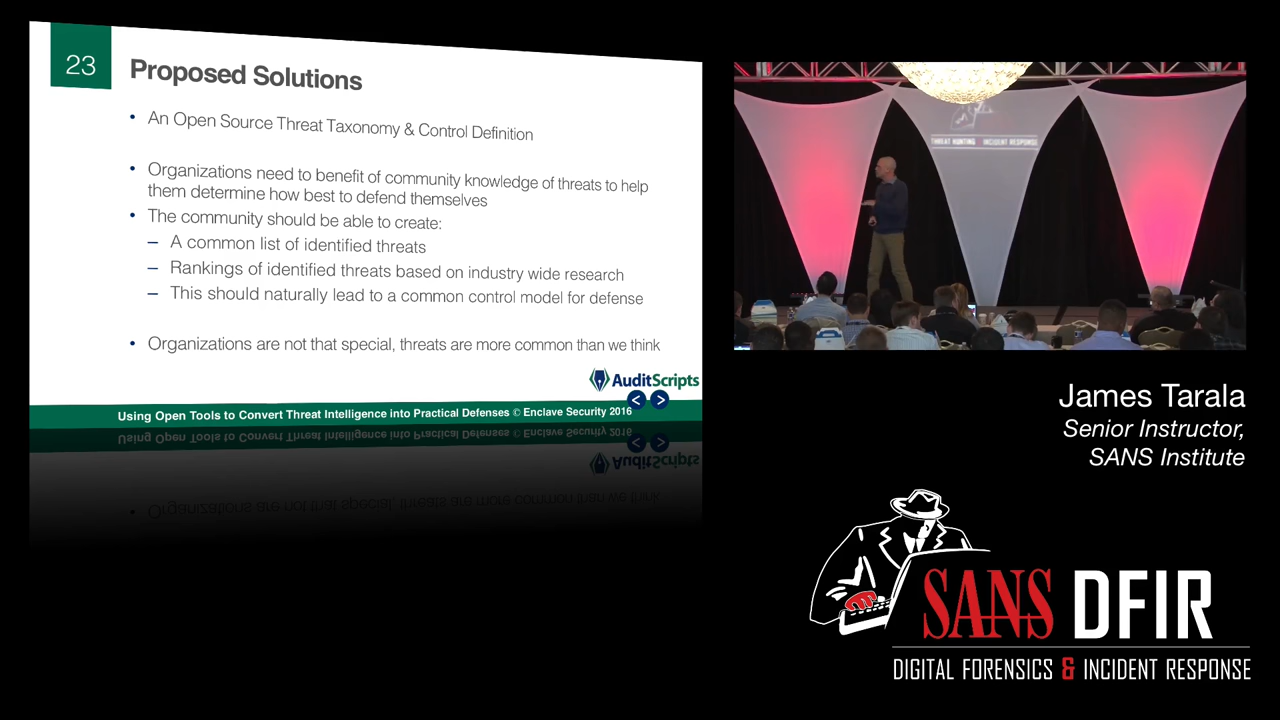 23
Proposed Solutions
• An Open Source Threat Taxonomy & Control Definition
• Organizations need to benefit of community knowledge of threats to help
them determine how best to defend themselves
• The community should be able to create:
– A common list of identified threats
– Rankings of identified threats based on industry wide research
– This should naturally lead to a common control model for defense
• Organizations are not that special, threats are more common than we think
AuditScripts
Using Open Tools to Convert Threat Intelligence into Practical Defenses © Enclave Security 2016
THREAT HUNTING & INCIDENT RESPONSE
James Tarala
Senior Instructor,
SANS Institute
SANS DFIR
DIGITAL FORENSICS & INCIDENT RESPONSE